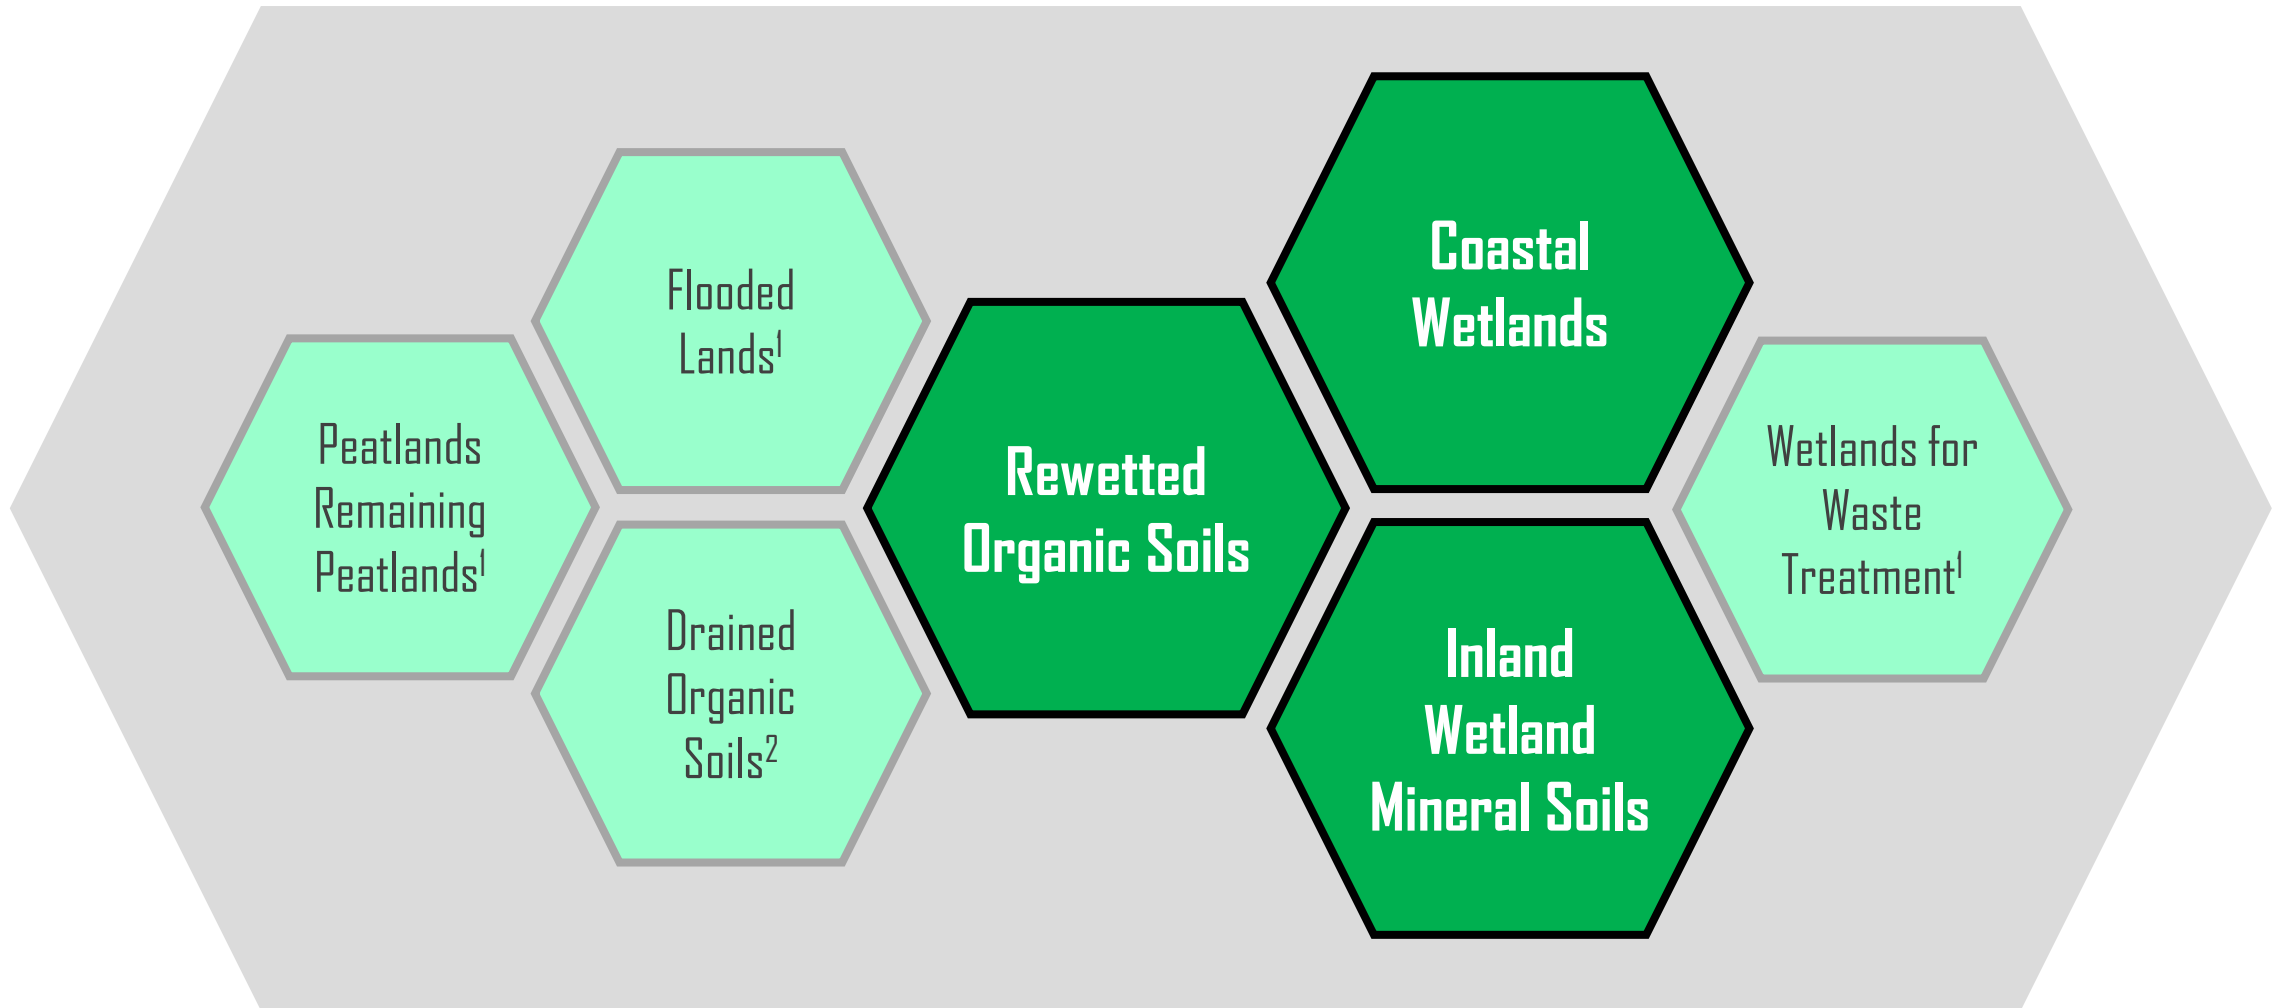 Peatlands
Remaining
Peatlands¹
Flooded
Lands¹
Drained
Organic
Soils²
Rewetted
Organic Soils
Coastal
Wetlands
Inland
Wetland
Mineral Soils
Wetlands for
Waste
Treatment¹